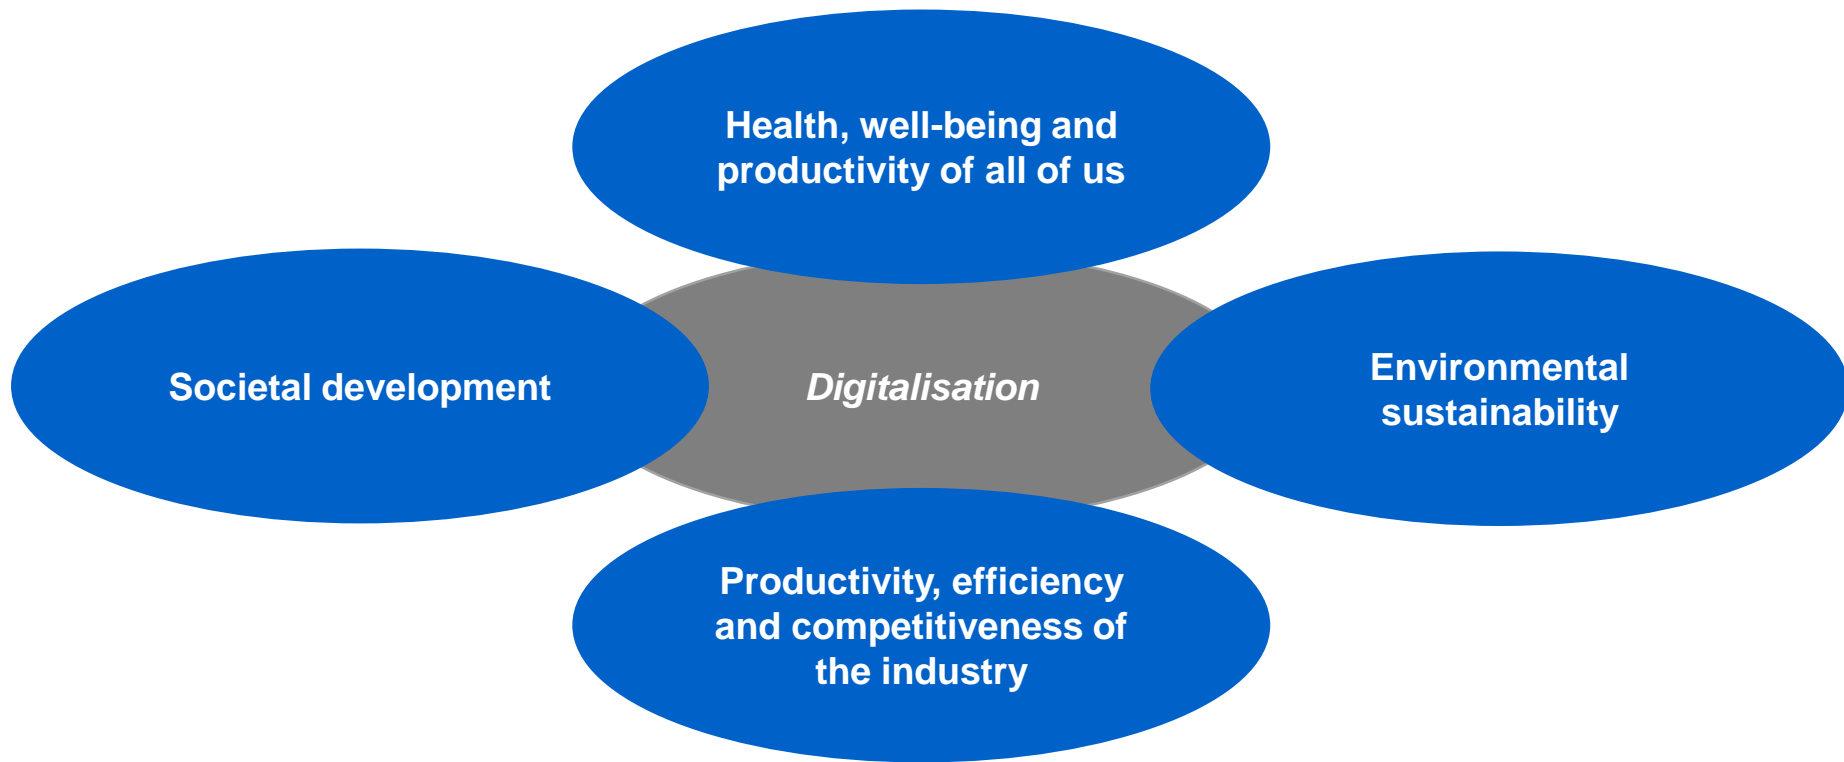 Health, well-being and
productivity of all of us
Societal development
Digitalisation
Environmental
sustainability
Productivity, efficiency
and competitiveness of
the industry